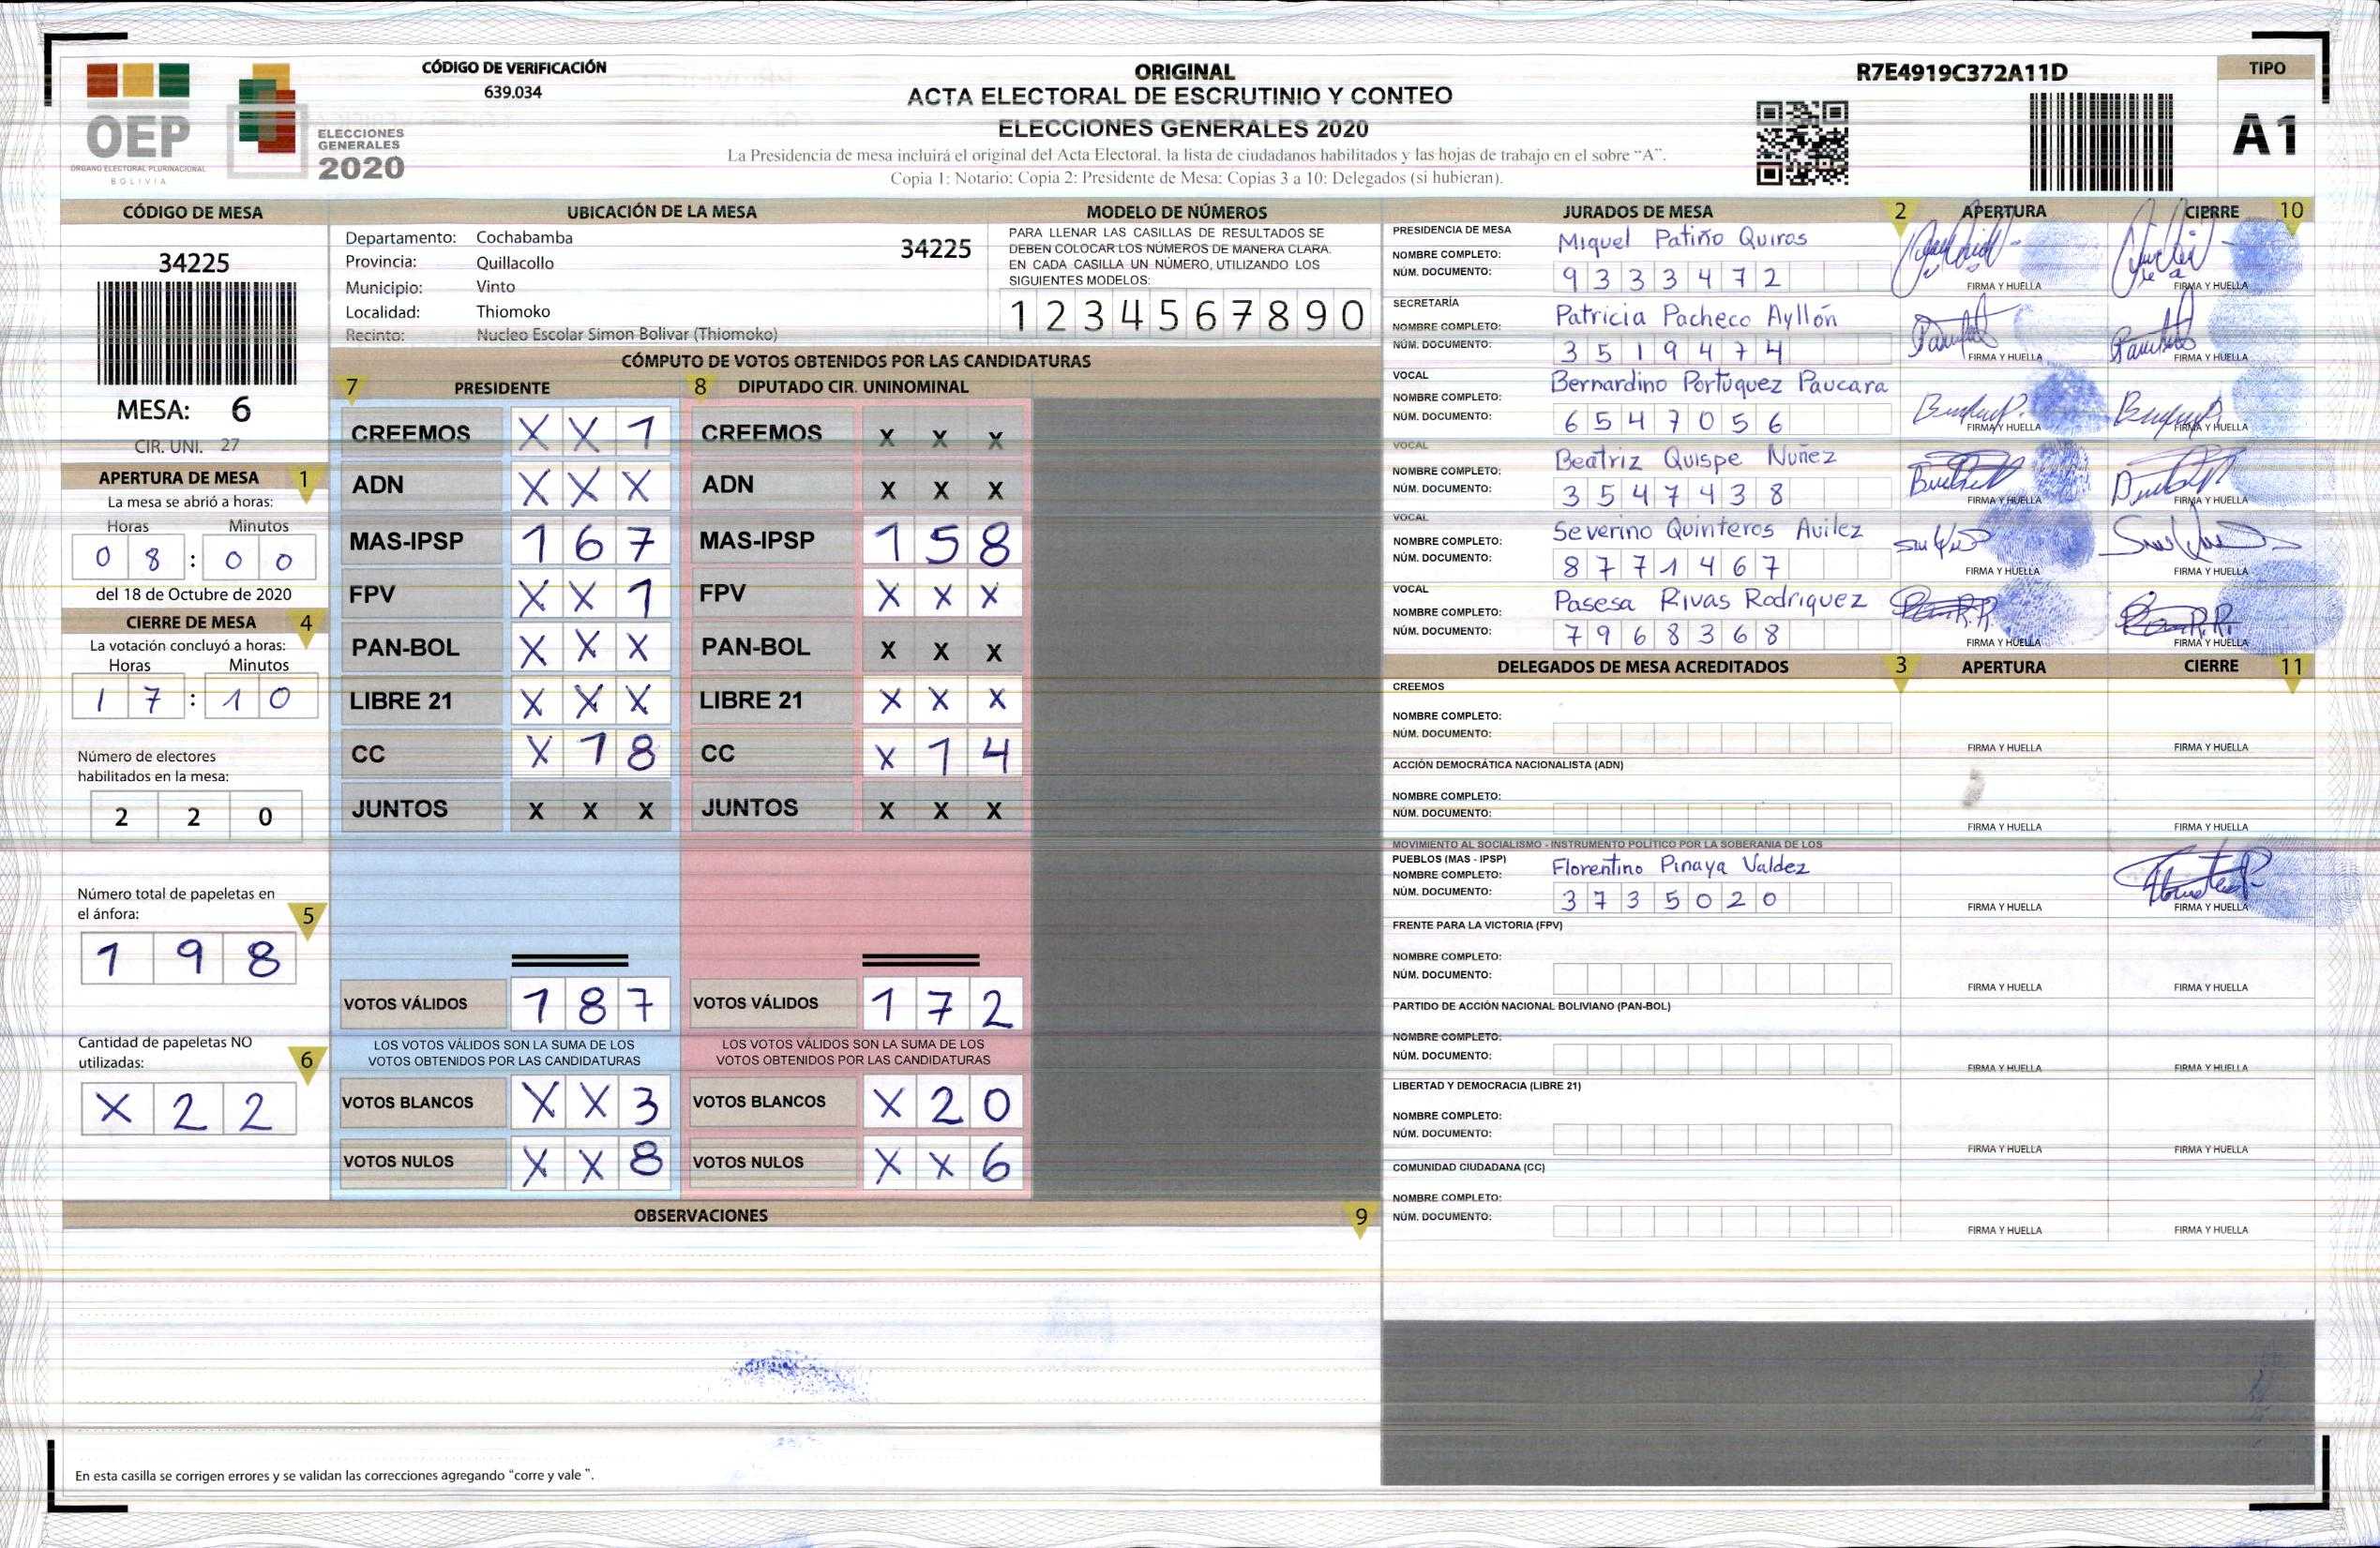 OEP
ÓRGANO ELECTORAL PLURINACIONAL
BOLIVIA
ELECCIONES
GENERALES
2020
CÓDIGO DE VERIFICACIÓN
639.034
ORIGINAL
ACTA ELECTORAL DE ESCRUTINIO Y CONTEO
ELECCIONES GENERALES 2020
La Presidencia de mesa incluirá el original del Acta Electoral, la lista de ciudadanos habilitados y las hojas de trabajo en el sobre “A”.
Copia 1: Notario: Copia 2: Presidente de Mesa: Copias 3 a 10: Delegados (si hubieran).
R7E4919C372A11D
TIPO
A1
CÓDIGO DE MESA
34225
MESA: 6
CIR. UNI. 27
APERTURA DE MESA 1
La mesa se abrió a horas:
Horas Minutos
0 8 : 0 0
del 18 de Octubre de 2020
CIERRE DE MESA 4
La votación concluyó a horas:
Horas Minutos
1 7 : 1 0
Número de electores
habilitados en la mesa:
2 2 0
Número total de papeletas en
el ánfora: 5
1 9 8
Cantidad de papeletas NO
utilizadas: 6
X 2 2
UBICACIÓN DE LA MESA
Departamento: Cochabamba 34225
Provincia: Quillacollo
Municipio: Vinto
Localidad: Thiomoko
Recinto: Nucleo Escolar Simon Bolivar (Thiomoko)
MODELO DE NÚMEROS
PARA LLENAR LAS CASILLAS DE RESULTADOS SE
DEBEN COLOCAR LOS NÚMEROS DE MANERA CLARA.
EN CADA CASILLA UN NÚMERO, UTILIZANDO LOS
SIGUIENTES MODELOS:
1 2 3 4 5 6 7 8 9 0
CÓMPUTO DE VOTOS OBTENIDOS POR LAS CANDIDATURAS
7 PRESIDENTE 8 DIPUTADO CIR. UNINOMINAL
CREEMOS X X 1 CREEMOS X X X
ADN X X X ADN X X X
MAS-IPSP 1 6 7 MAS-IPSP 1 5 8
FPV X X 1 FPV X X X
PAN-BOL X X X PAN-BOL X X X
LIBRE 21 X X X LIBRE 21 X X X
CC X 1 8 CC X 1 4
JUNTOS X X X JUNTOS X X X
VOTOS VÁLIDOS 1 8 7 VOTOS VÁLIDOS 1 7 2
LOS VOTOS VÁLIDOS SON LA SUMA DE LOS LOS VOTOS VÁLIDOS SON LA SUMA DE LOS
VOTOS OBTENIDOS POR LAS CANDIDATURAS VOTOS OBTENIDOS POR LAS CANDIDATURAS
VOTOS BLANCOS X X 3 VOTOS BLANCOS X 2 0
VOTOS NULOS X X 8 VOTOS NULOS X X 6
OBSERVACIONES 9
En esta casilla se corrigen errores y se validan las correcciones agregando “corre y vale ”.
JURADOS DE MESA 2 APERTURA CIERRE 10
PRESIDENCIA DE MESA
NOMBRE COMPLETO: Miquel Patiño Quiros
NÚM. DOCUMENTO: 9 3 3 3 4 7 2
FIRMA Y HUELLA FIRMA Y HUELLA
SECRETARÍA
NOMBRE COMPLETO: Patricia Pacheco Ayllón
NÚM. DOCUMENTO: 3 5 1 9 4 7 4
FIRMA Y HUELLA FIRMA Y HUELLA
VOCAL
NOMBRE COMPLETO: Bernardino Portuquez Paucara
NÚM. DOCUMENTO: 6 5 4 7 0 5 6
FIRMA Y HUELLA FIRMA Y HUELLA
VOCAL
NOMBRE COMPLETO: Beatriz Quispe Nuñez
NÚM. DOCUMENTO: 3 5 4 7 4 3 8
FIRMA Y HUELLA FIRMA Y HUELLA
VOCAL
NOMBRE COMPLETO: Severino Quinteros Avilez
NÚM. DOCUMENTO: 8 7 7 1 4 6 7
FIRMA Y HUELLA FIRMA Y HUELLA
VOCAL
NOMBRE COMPLETO: Pasesa Rivas Rodriquez
NÚM. DOCUMENTO: 7 9 6 8 3 6 8
FIRMA Y HUELLA FIRMA Y HUELLA
DELEGADOS DE MESA ACREDITADOS 3 APERTURA CIERRE 11
CREEMOS
NOMBRE COMPLETO:
NÚM. DOCUMENTO:
FIRMA Y HUELLA FIRMA Y HUELLA
ACCIÓN DEMOCRÁTICA NACIONALISTA (ADN)
NOMBRE COMPLETO:
NÚM. DOCUMENTO:
FIRMA Y HUELLA FIRMA Y HUELLA
MOVIMIENTO AL SOCIALISMO - INSTRUMENTO POLÍTICO POR LA SOBERANIA DE LOS
PUEBLOS (MAS - IPSP)
NOMBRE COMPLETO: Florentino Pinaya Valdez
NÚM. DOCUMENTO: 3 7 3 5 0 2 0
FIRMA Y HUELLA FIRMA Y HUELLA
FRENTE PARA LA VICTORIA (FPV)
NOMBRE COMPLETO:
NÚM. DOCUMENTO:
FIRMA Y HUELLA FIRMA Y HUELLA
PARTIDO DE ACCIÓN NACIONAL BOLIVIANO (PAN-BOL)
NOMBRE COMPLETO:
NÚM. DOCUMENTO:
FIRMA Y HUELLA FIRMA Y HUELLA
LIBERTAD Y DEMOCRACIA (LIBRE 21)
NOMBRE COMPLETO:
NÚM. DOCUMENTO:
FIRMA Y HUELLA FIRMA Y HUELLA
COMUNIDAD CIUDADANA (CC)
NOMBRE COMPLETO:
NÚM. DOCUMENTO:
FIRMA Y HUELLA FIRMA Y HUELLA